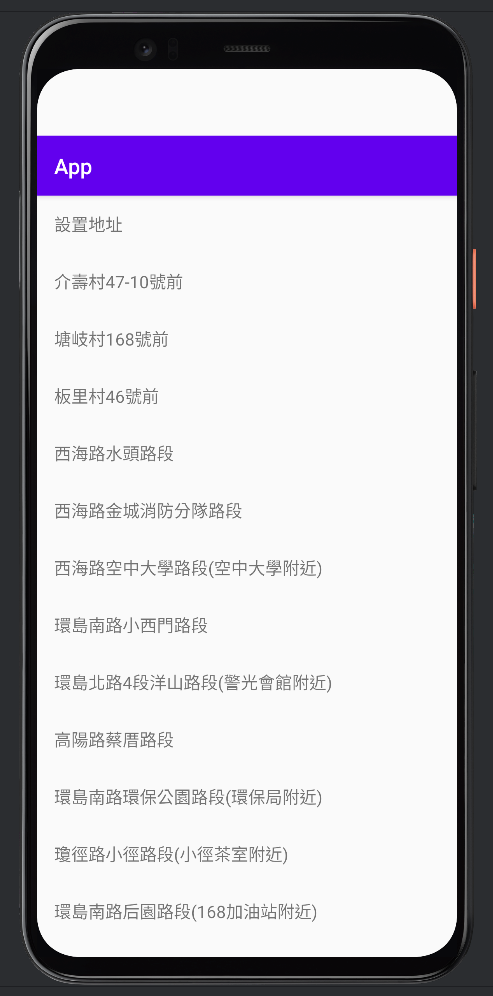 App
設置地址
介壽村47-10號前
塘岐村168號前
板里村46號前
西海路水頭路段
西海路金城消防分隊路段
西海路空中大學路段(空中大學附近)
環島南路小西門路段
環島北路4段洋山路段(警光會館附近)
高陽路蔡厝路段
環島南路環保公園路段(環保局附近)
瓊徑路小徑路段(小徑茶室附近)
環島南路后園路段(168加油站附近)